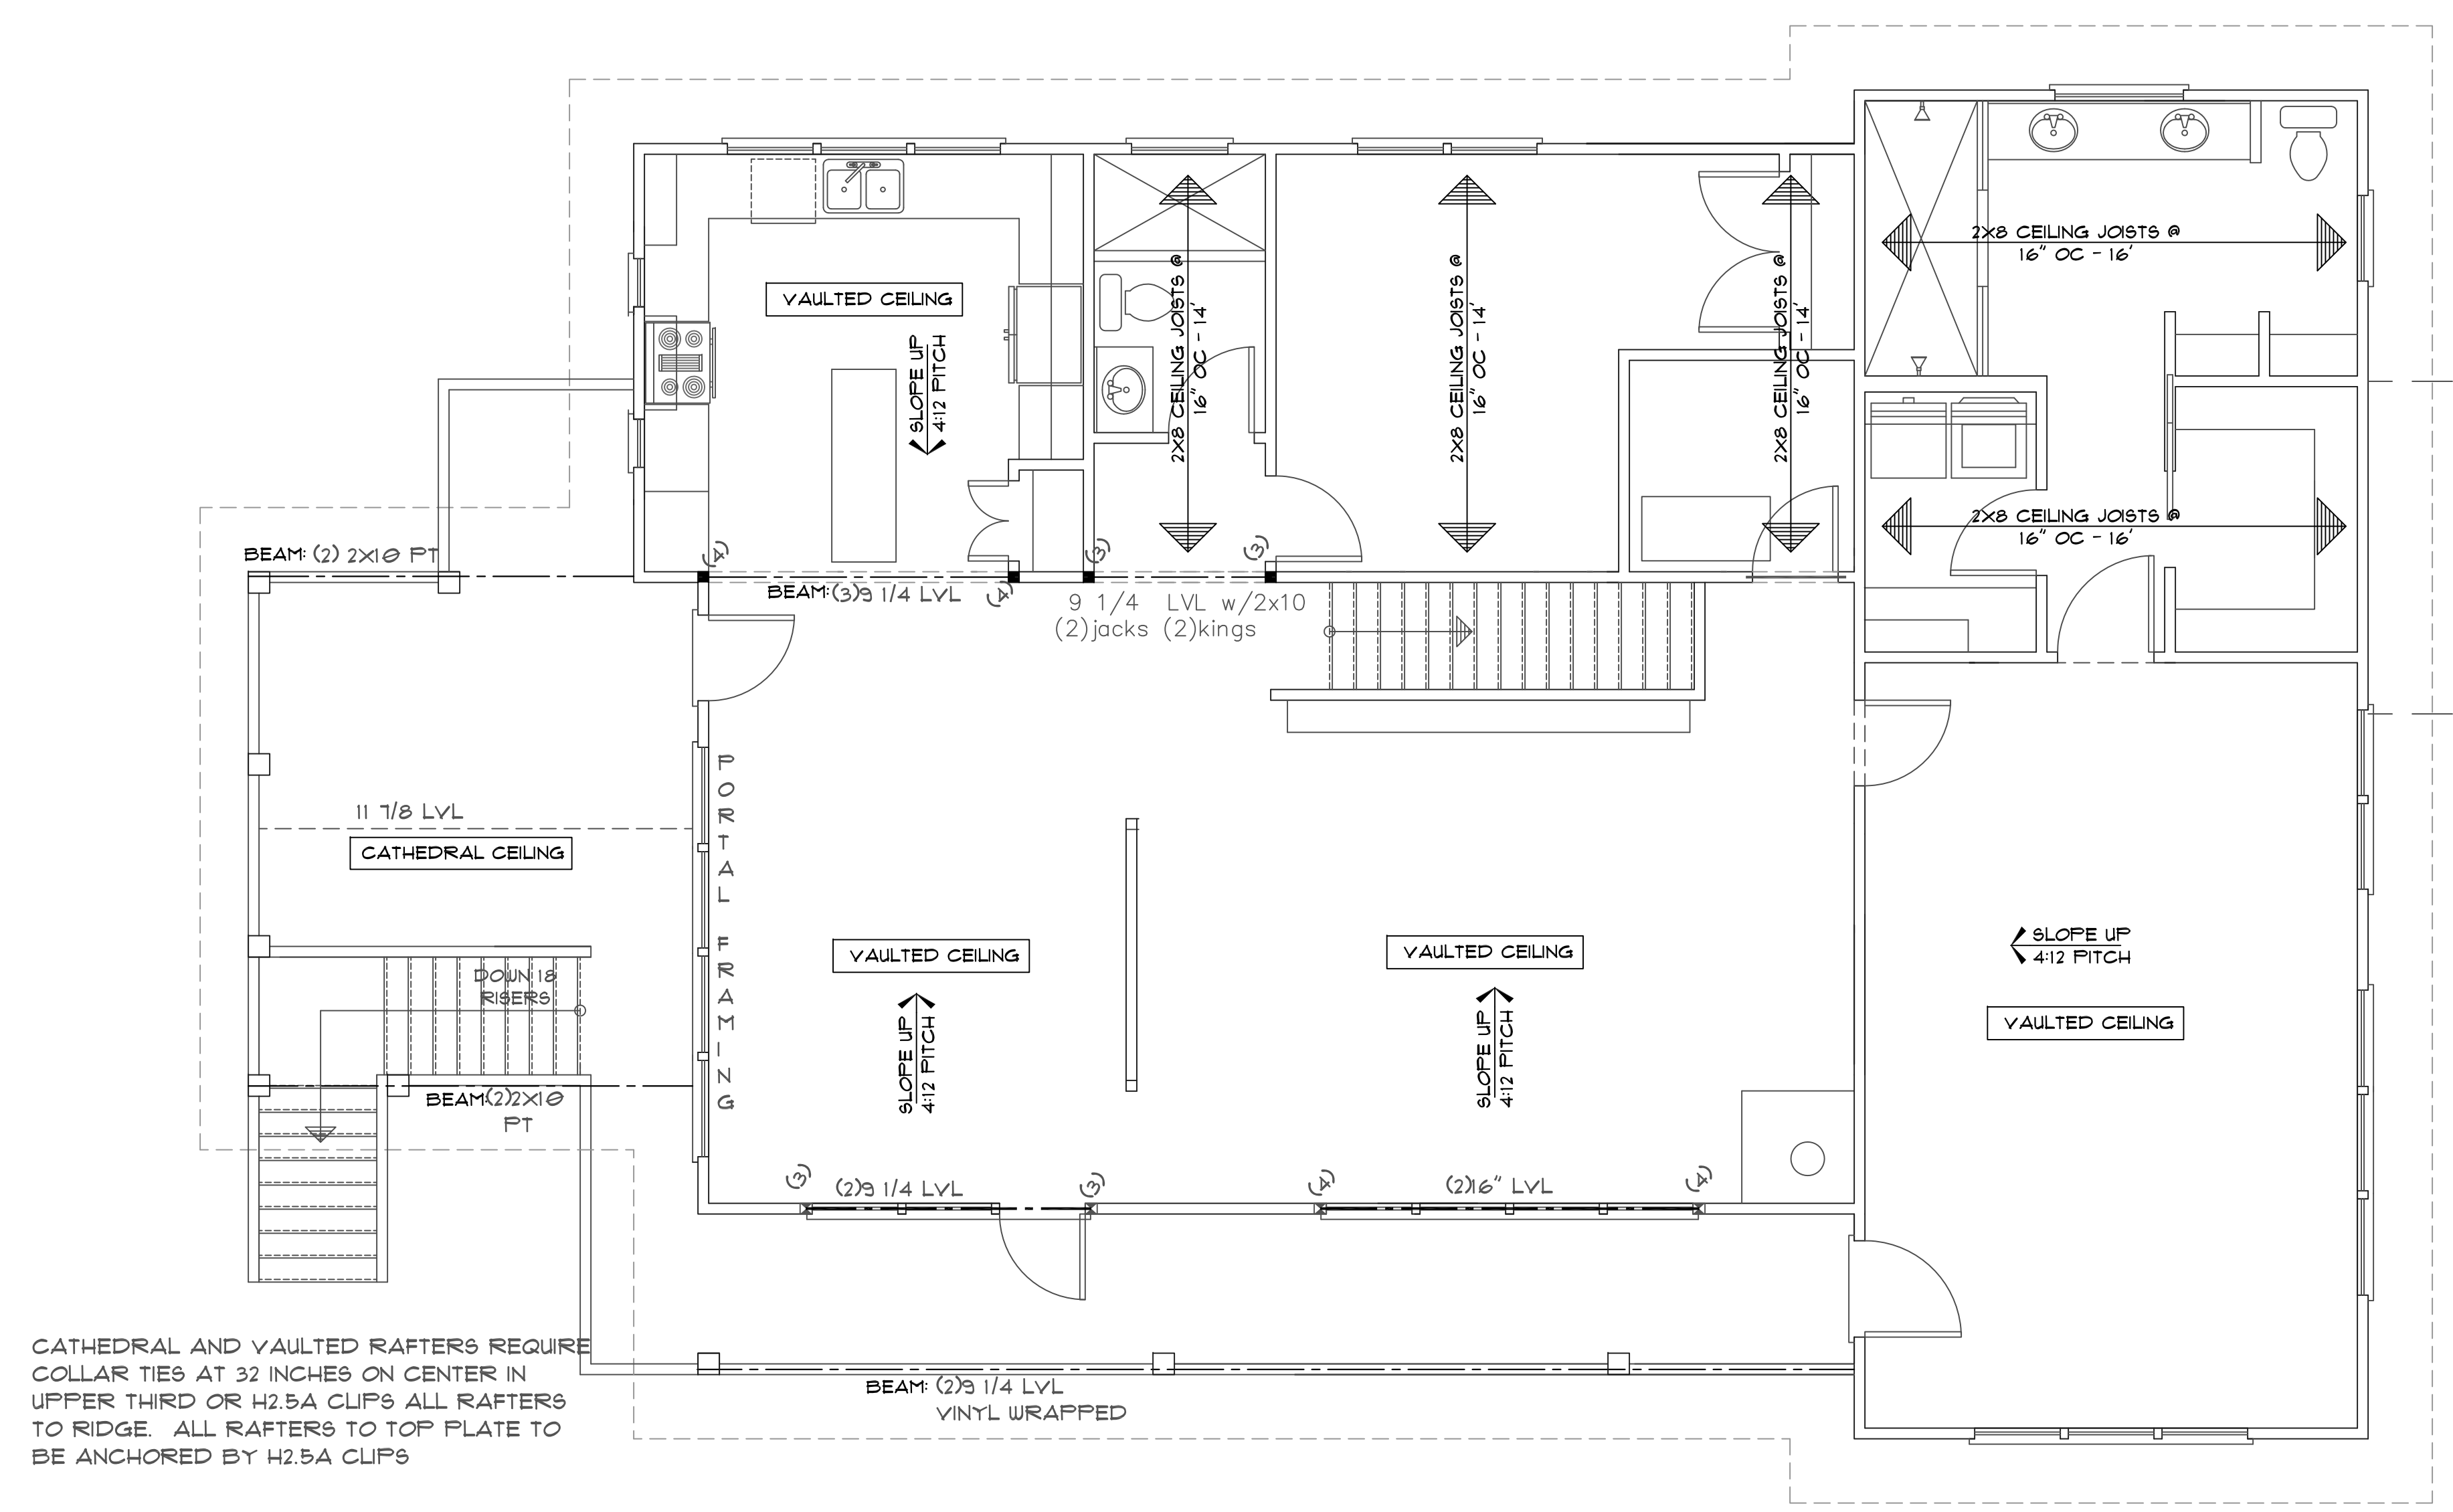 2X8 CEILING JOISTS @
16" OC - 16'
VAULTED CEILING
SLOPE UP
4:12 PITCH
2X8 CEILING JOISTS @
16" OC - 14'
2X8 CEILING JOISTS @
16" OC - 14'
2X8 CEILING JOISTS @
16" OC - 14'
2X8 CEILING JOISTS @
16" OC - 16'
BEAM: (2) 2X10 PT
(4)
(3)
(3)
BEAM:(3)9 1/4 LVL
(4)
9 1/4 LVL w/2x10
(2)jacks (2)kings
PORTAL FRAMING
11 7/8 LVL
CATHEDRAL CEILING
VAULTED CEILING
SLOPE UP
4:12 PITCH
VAULTED CEILING
SLOPE UP
4:12 PITCH
SLOPE UP
4:12 PITCH
VAULTED CEILING
DOWN 18
RISERS
BEAM:(2)2X10
PT
(3)
(2)9 1/4 LVL
(3)
(4)
(2)16" LVL
(4)
BEAM: (2)9 1/4 LVL
VINYL WRAPPED
CATHEDRAL AND VAULTED RAFTERS REQUIRE
COLLAR TIES AT 32 INCHES ON CENTER IN
UPPER THIRD OR H2.5A CLIPS ALL RAFTERS
TO RIDGE. ALL RAFTERS TO TOP PLATE TO
BE ANCHORED BY H2.5A CLIPS